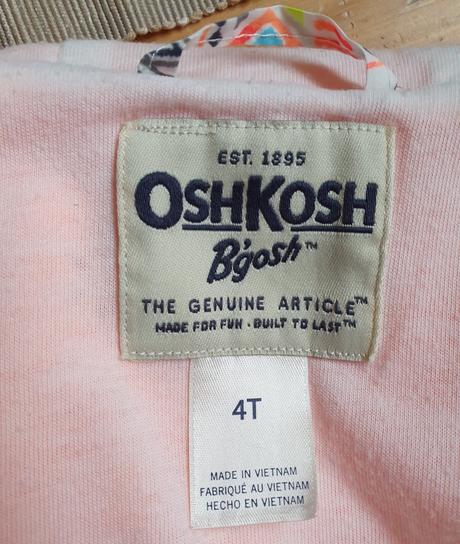 EST. 1895
OSHKOSH
B'gosh™
THE GENUINE ARTICLE™
MADE FOR FUN · BUILT TO LAST™
4T
MADE IN VIETNAM
FABRIQUÉ AU VIETNAM
HECHO EN VIETNAM